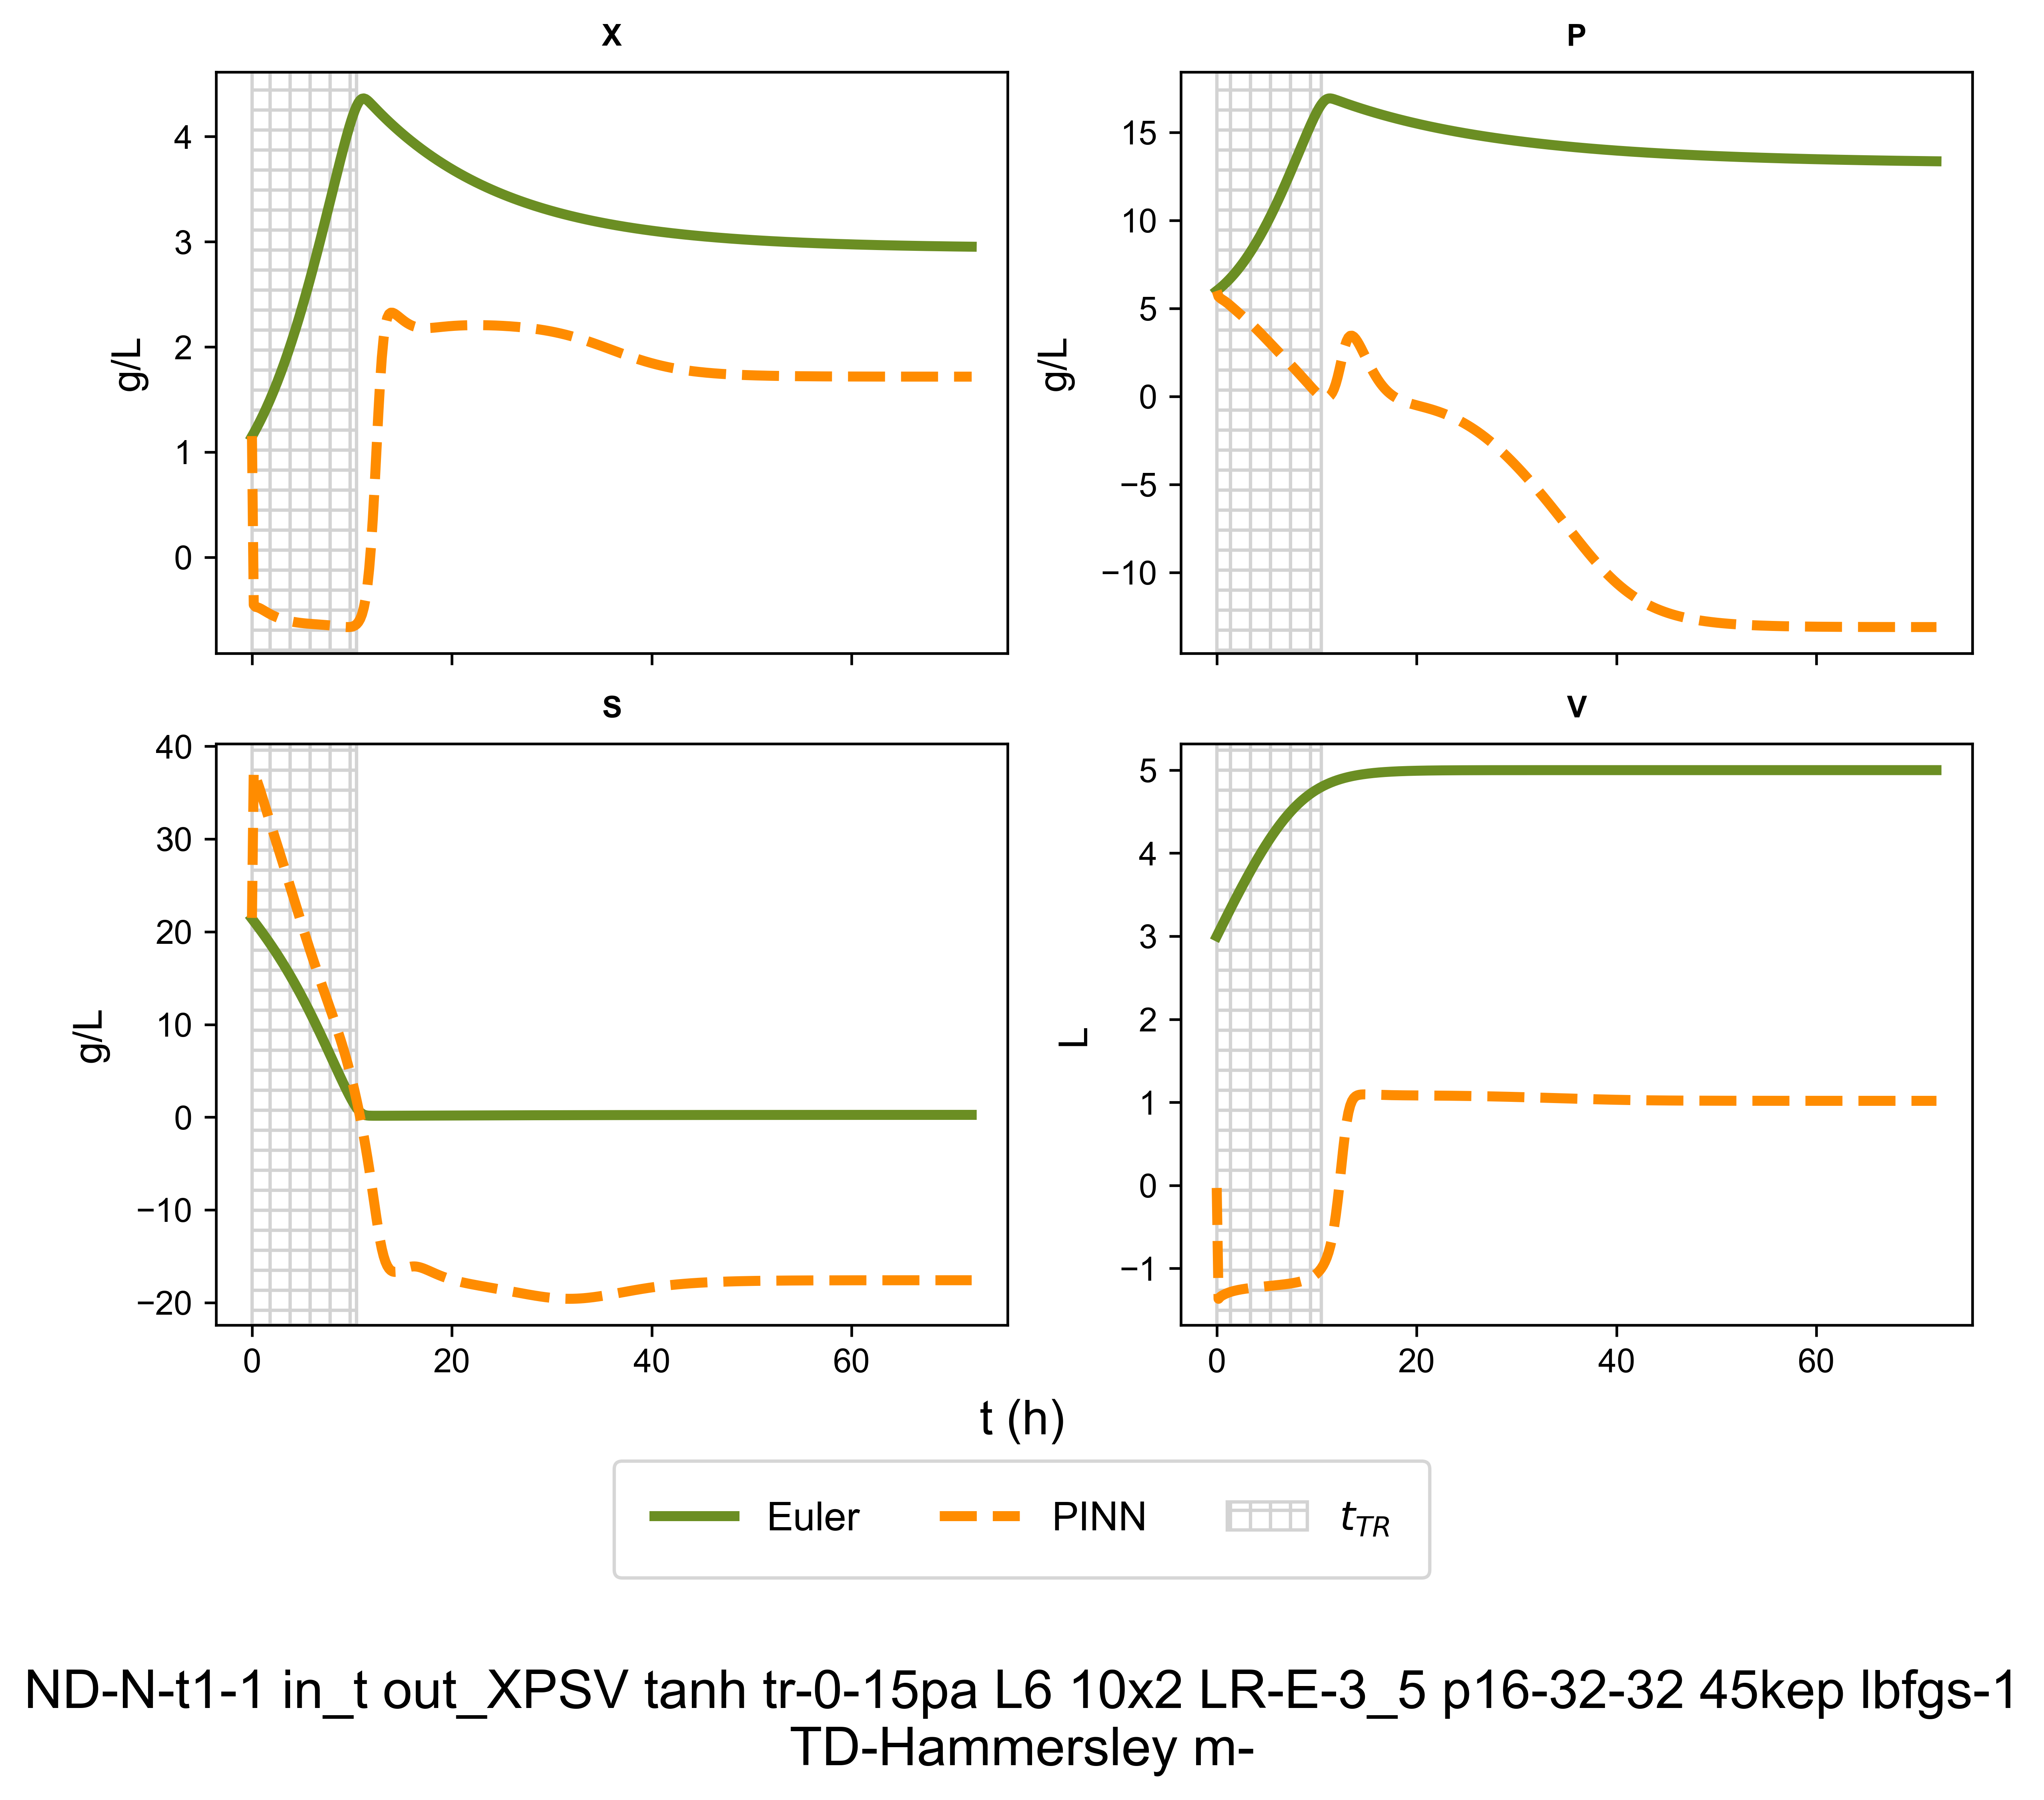 X
P
4
3
2
1
0
g/L
15
10
5
0
−5
−10
g/L
S
V
40
30
20
10
0
−10
−20
g/L
5
4
3
2
1
0
−1
L
0 20 40 60
0 20 40 60
t (h)
Euler PINN t_TR
ND-N-t1-1 in_t out_XPSV tanh tr-0-15pa L6 10x2 LR-E-3_5 p16-32-32 45kep lbfgs-1
TD-Hammersley m-